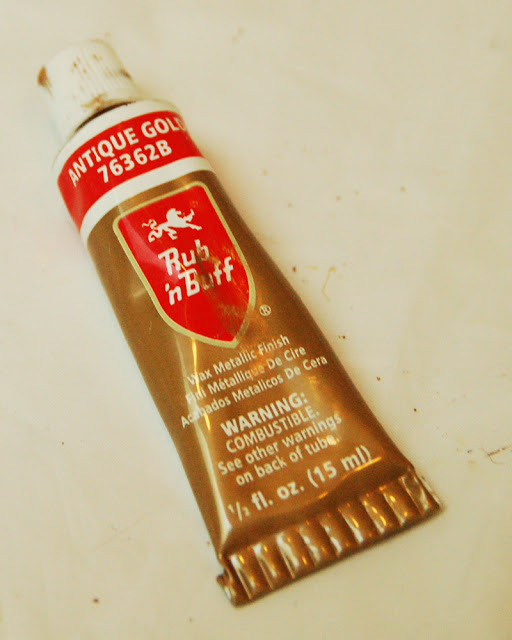 ANTIQUE GOLD
76362B
Rub
'n Buff
®
Wax Metallic Finish
Fini Métallique De Cire
Acabados Metalicos De Cera
WARNING:
COMBUSTIBLE.
See other warnings
on back of tube.
1/2 fl. oz. (15 ml)